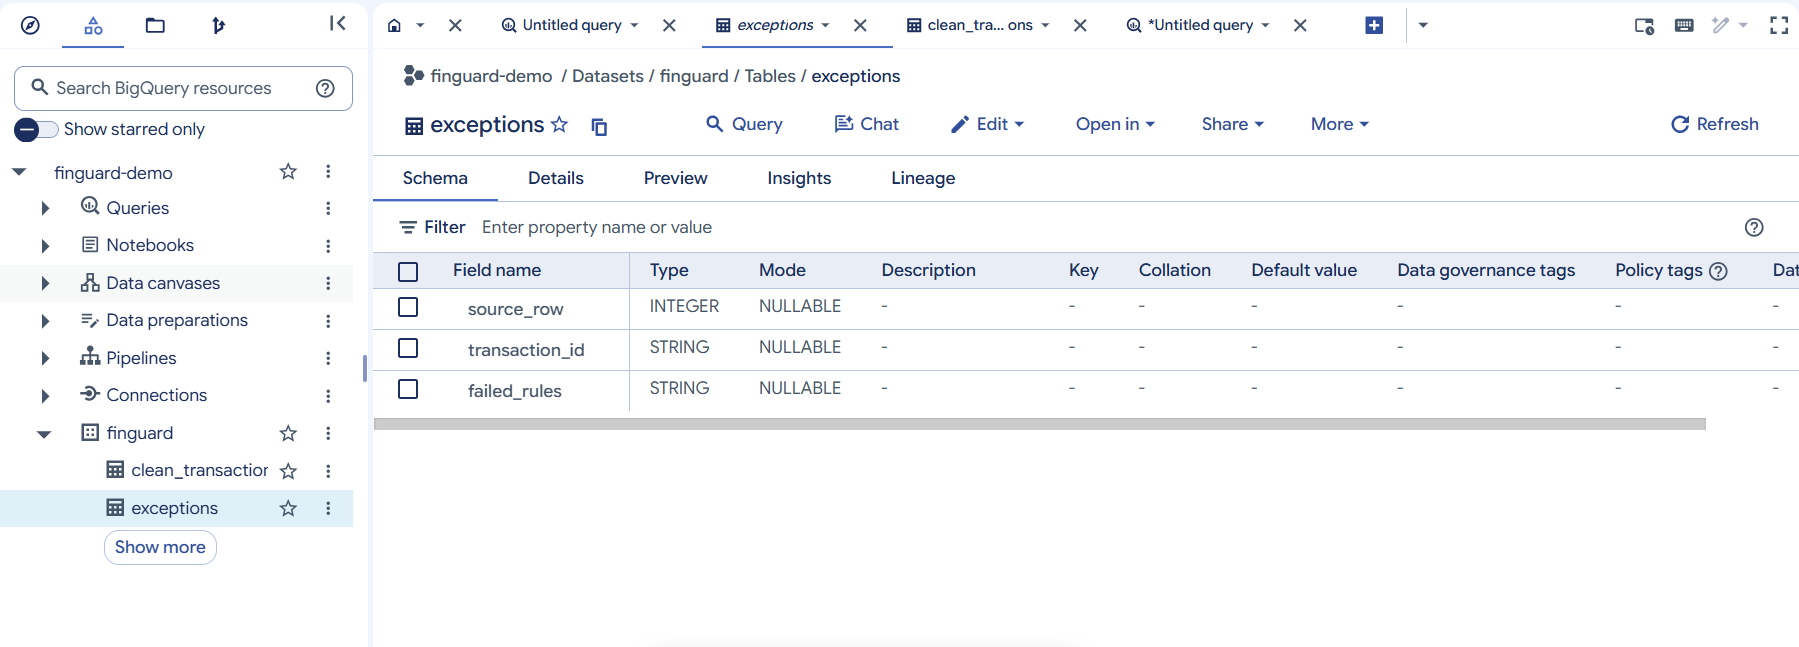 Untitled query
exceptions
clean_tra... ons
*Untitled query
Search BigQuery resources
Show starred only
finguard-demo
Queries
Notebooks
Data canvases
Data preparations
Pipelines
Connections
finguard
clean_transaction
exceptions
Show more
finguard-demo / Datasets / finguard / Tables / exceptions
exceptions Query Chat Edit Open in Share More Refresh
Schema Details Preview Insights Lineage
Filter Enter property name or value
Field name Type Mode Description Key Collation Default value Data governance tags Policy tags Dat
source_row INTEGER NULLABLE - - - - - - -
transaction_id STRING NULLABLE - - - - - - -
failed_rules STRING NULLABLE - - - - - - -